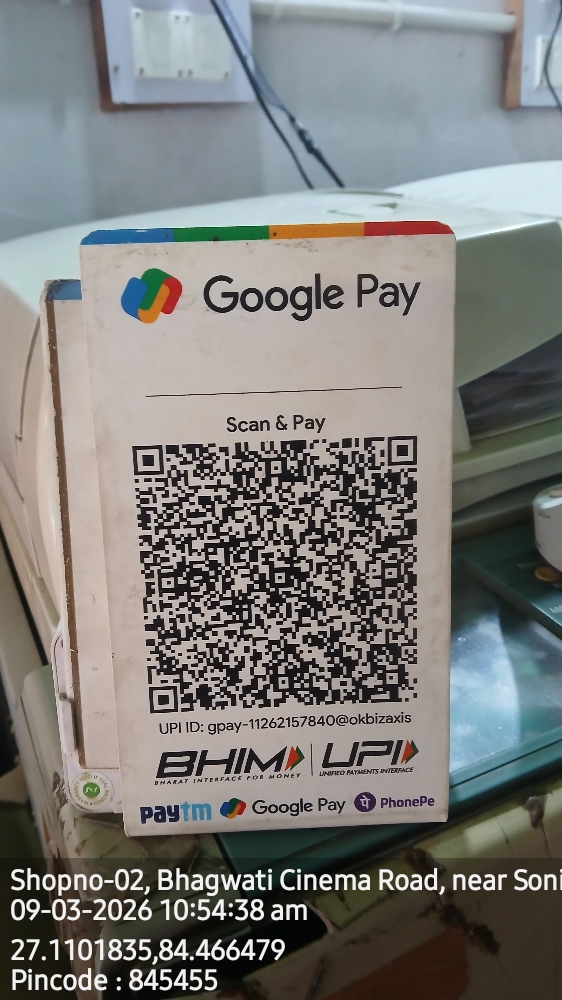 Google Pay
Scan & Pay
UPI ID: gpay-11262157840@okbizaxis
BHIM UPI
BHARAT INTERFACE FOR MONEY UNIFIED PAYMENTS INTERFACE
paytm Google Pay PhonePe
Shopno-02, Bhagwati Cinema Road, near Soni
09-03-2026 10:54:38 am
27.1101835,84.466479
Pincode : 845455